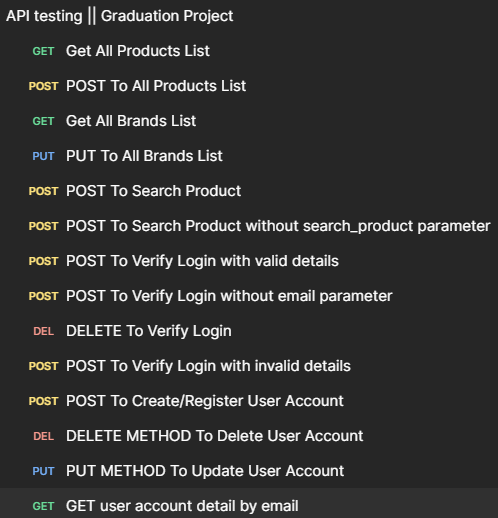 API testing || Graduation Project
GET Get All Products List
POST POST To All Products List
GET Get All Brands List
PUT PUT To All Brands List
POST POST To Search Product
POST POST To Search Product without search_product parameter
POST POST To Verify Login with valid details
POST POST To Verify Login without email parameter
DEL DELETE To Verify Login
POST POST To Verify Login with invalid details
POST POST To Create/Register User Account
DEL DELETE METHOD To Delete User Account
PUT PUT METHOD To Update User Account
GET GET user account detail by email